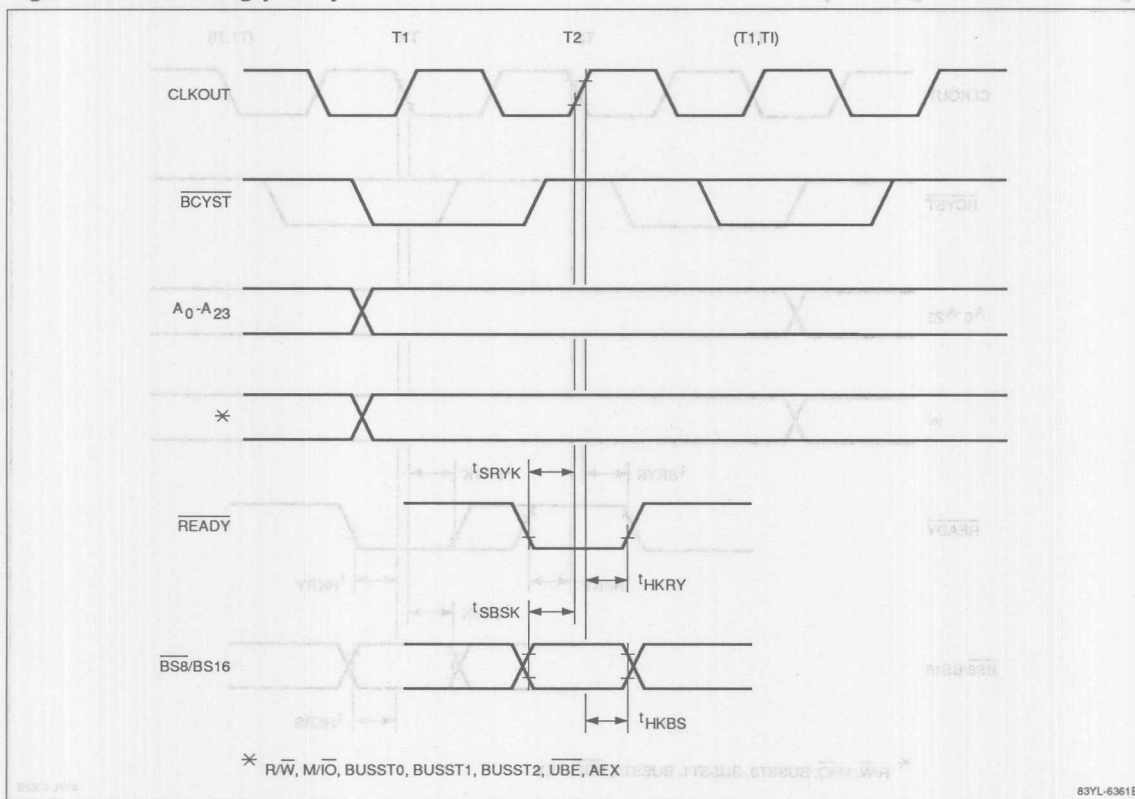 T1 T2 (T1,TI)
CLKOUT
BCYST
A0-A23
*
tSRYK
READY
tHKRY
tSBSK
BS8/BS16
tHKBS
* R/W, M/IO, BUSST0, BUSST1, BUSST2, UBE, AEX
83YL-6361B